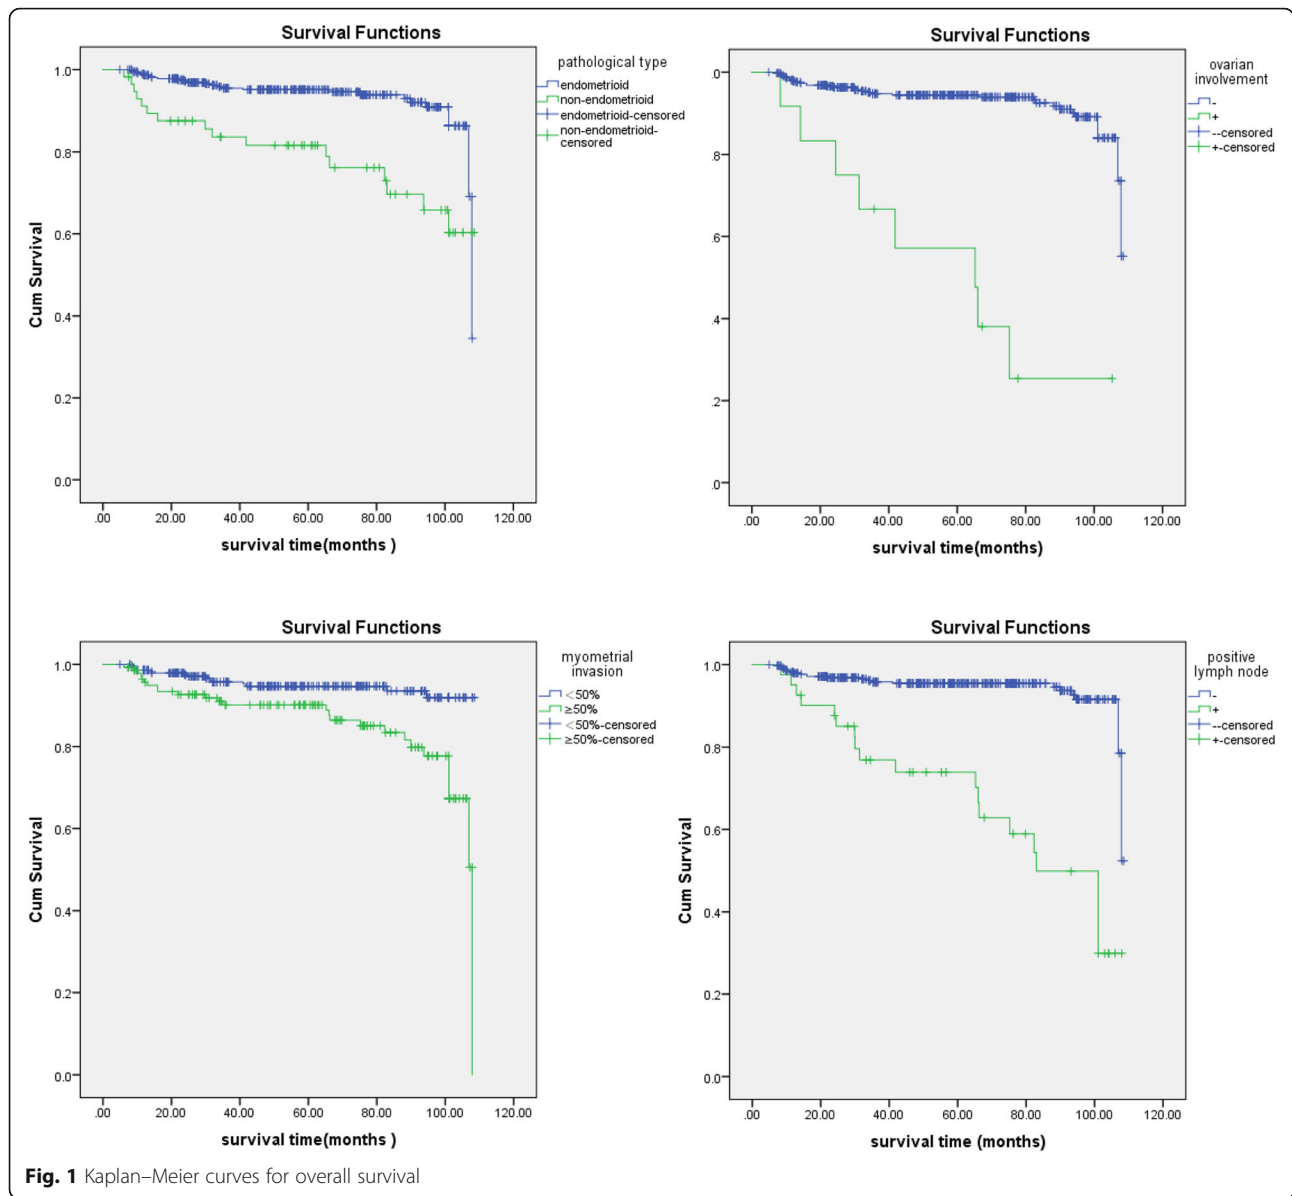 Survival Functions
pathological type
endometrioid
non-endometrioid
endometrioid-censored
non-endometrioid-
censored
Cum Survival
1.0
0.8
0.6
0.4
0.2
0.0
.00 20.00 40.00 60.00 80.00 100.00 120.00
survival time(months )
Survival Functions
ovarian
involvement
-
+
--censored
+-censored
.0
.8
.6
.4
.2
.0
.00 20.00 40.00 60.00 80.00 100.00 120.00
survival time(months)
Survival Functions
myometrial
invasion
<50%
≥50%
<50%-censored
≥50%-censored
Cum Survival
1.0
0.8
0.6
0.4
0.2
0.0
.00 20.00 40.00 60.00 80.00 100.00 120.00
survival time(months )
Survival Functions
positive
lymph node
-
+
--censored
+-censored
Cum Survival
1.0
0.8
0.6
0.4
0.2
0.0
.00 20.00 40.00 60.00 80.00 100.00 120.00
survival time (months)
Fig. 1 Kaplan–Meier curves for overall survival